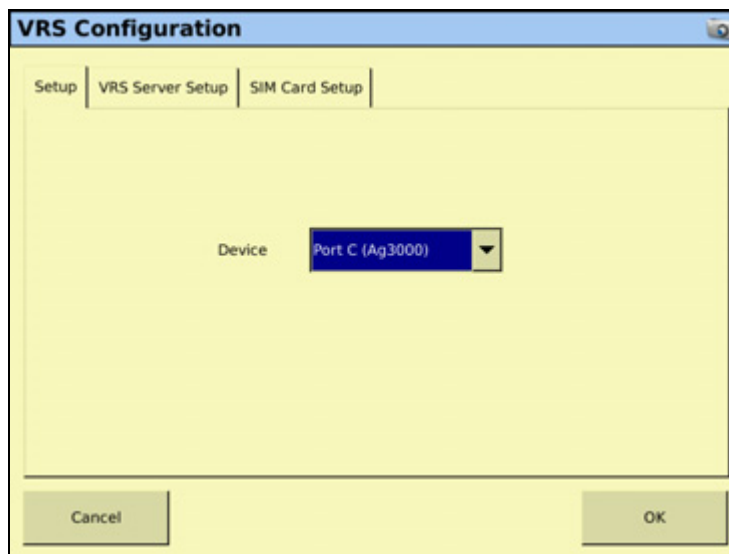 VRS Configuration
Setup VRS Server Setup SIM Card Setup
Device Port C (Ag3000)
Cancel OK